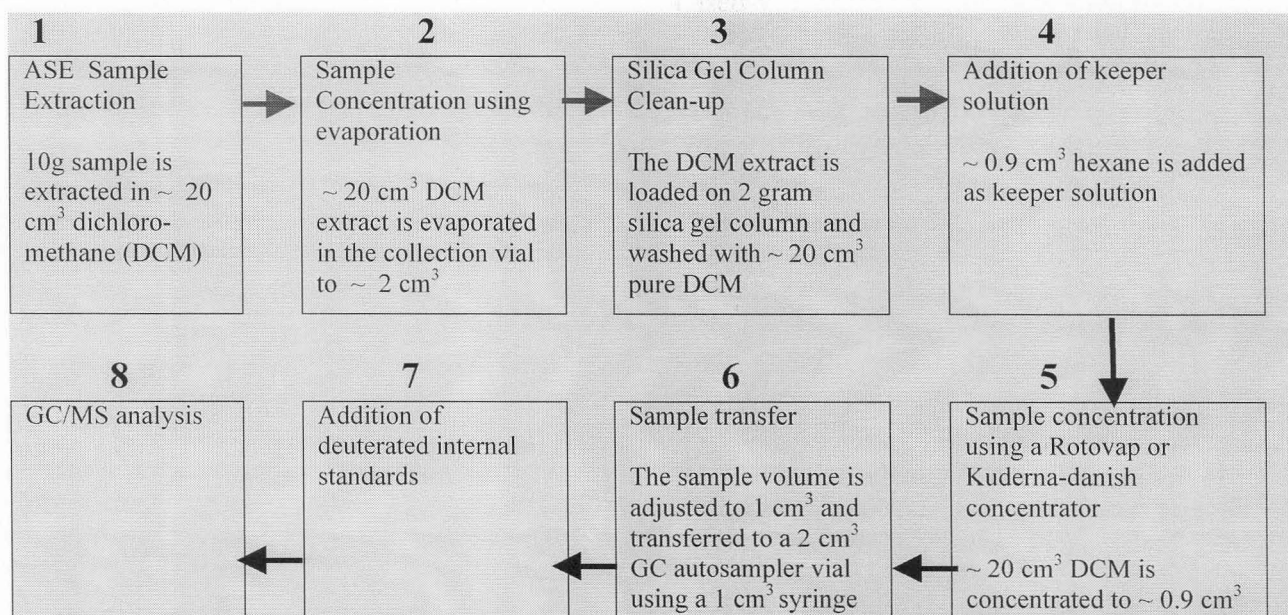 1
ASE Sample
Extraction
10g sample is
extracted in ~ 20
cm³ dichloro-
methane (DCM)
2
Sample
Concentration using
evaporation
~ 20 cm³ DCM
extract is evaporated
in the collection vial
to ~ 2 cm³
3
Silica Gel Column
Clean-up
The DCM extract is
loaded on 2 gram
silica gel column and
washed with ~ 20 cm³
pure DCM
4
Addition of keeper
solution
~ 0.9 cm³ hexane is added
as keeper solution
5
Sample concentration
using a Rotovap or
Kuderna-danish
concentrator
~ 20 cm³ DCM is
concentrated to ~ 0.9 cm³
6
Sample transfer
The sample volume is
adjusted to 1 cm³ and
transferred to a 2 cm³
GC autosampler vial
using a 1 cm³ syringe
7
Addition of
deuterated internal
standards
8
GC/MS analysis